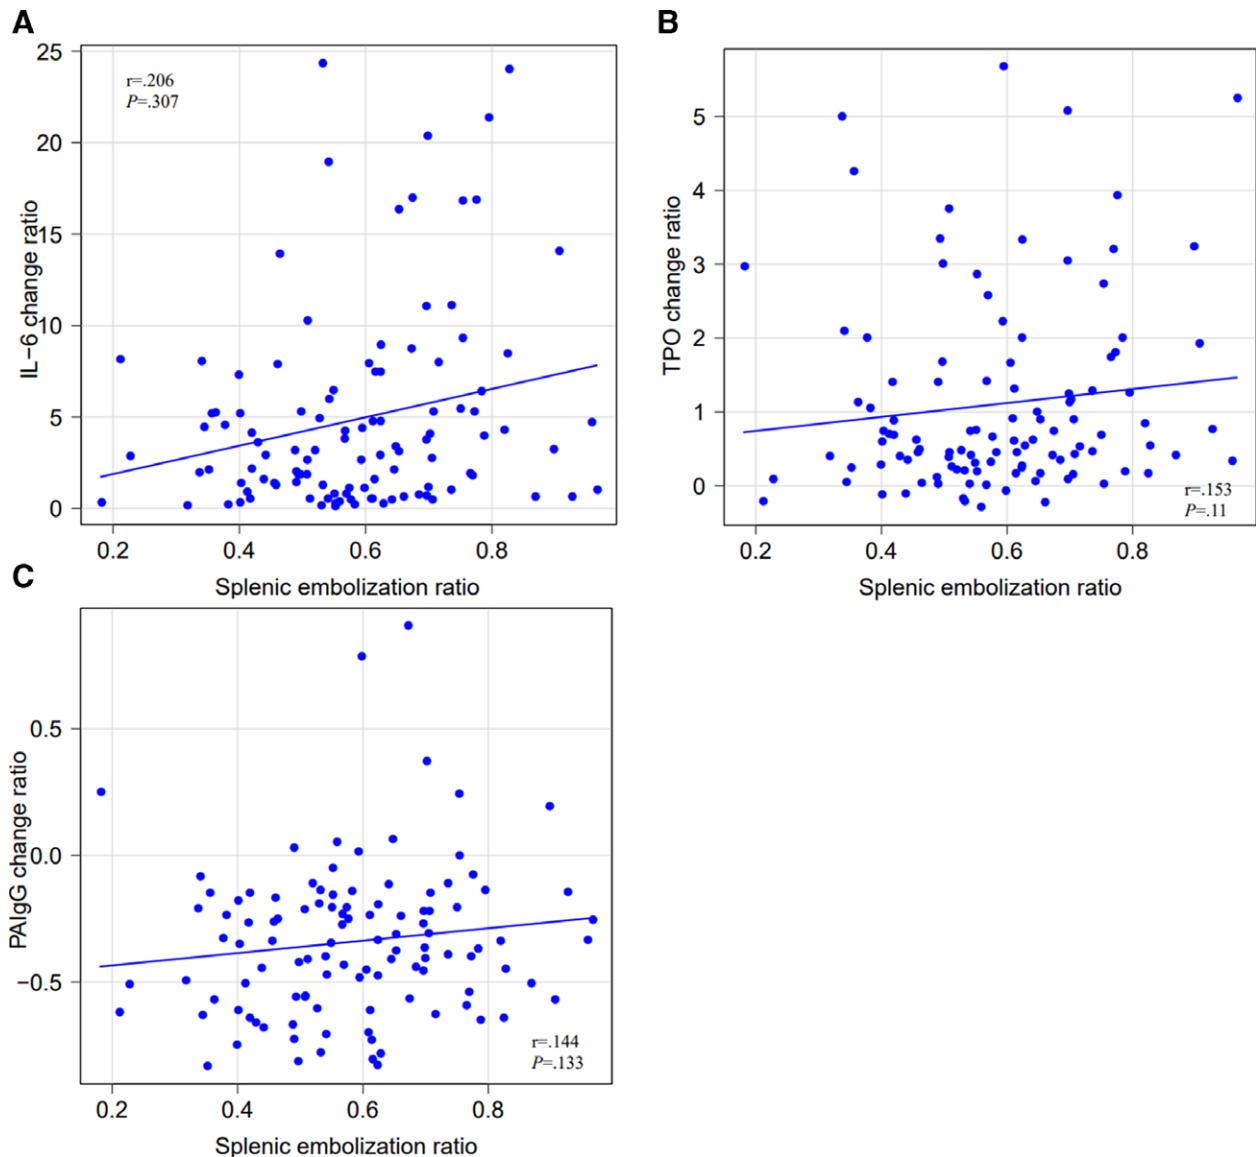 A
B
25
20
15
10
5
0
IL−6 change ratio
r=.206
P=.307
0.2 0.4 0.6 0.8
Splenic embolization ratio
5
4
3
2
1
0
TPO change ratio
r=.153
P=.11
0.2 0.4 0.6 0.8
Splenic embolization ratio
C
0.5
0.0
−0.5
PAIgG change ratio
r=.144
P=.133
0.2 0.4 0.6 0.8
Splenic embolization ratio